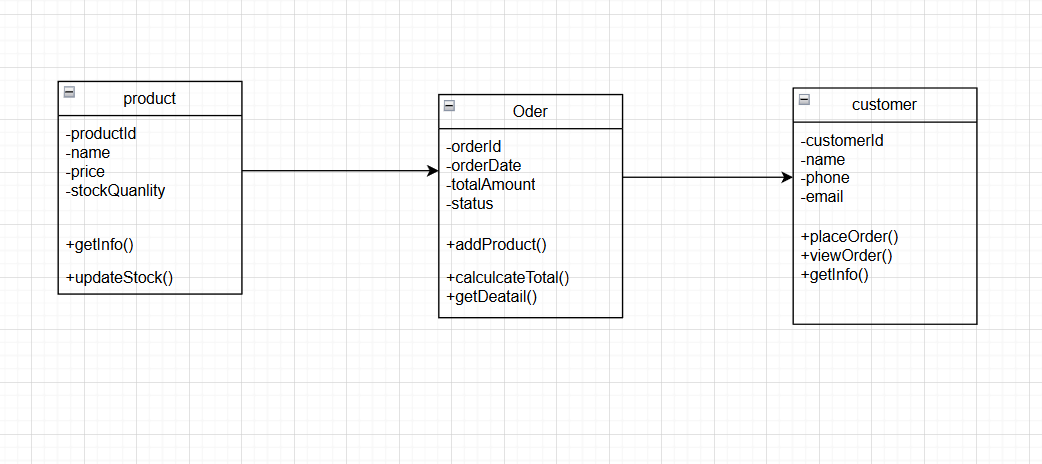 product
-productId
-name
-price
-stockQuanlity
+getInfo()
+updateStock()
Oder
-orderId
-orderDate
-totalAmount
-status
+addProduct()
+calculcateTotal()
+getDeatail()
customer
-customerId
-name
-phone
-email
+placeOrder()
+viewOrder()
+getInfo()